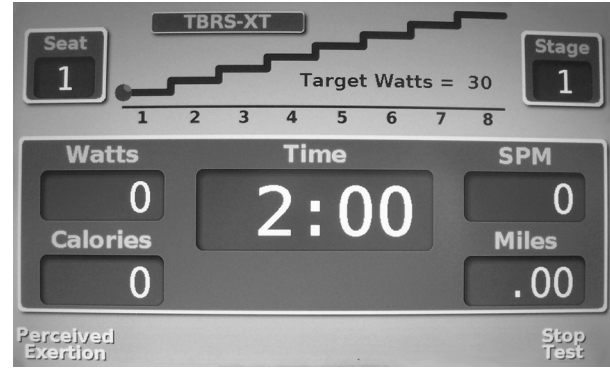 TBRS-XT
Seat
1
Stage
1
Target Watts = 30
1 2 3 4 5 6 7 8
Watts
0
Time
2:00
SPM
0
Calories
0
Miles
.00
Perceived
Exertion
Stop
Test